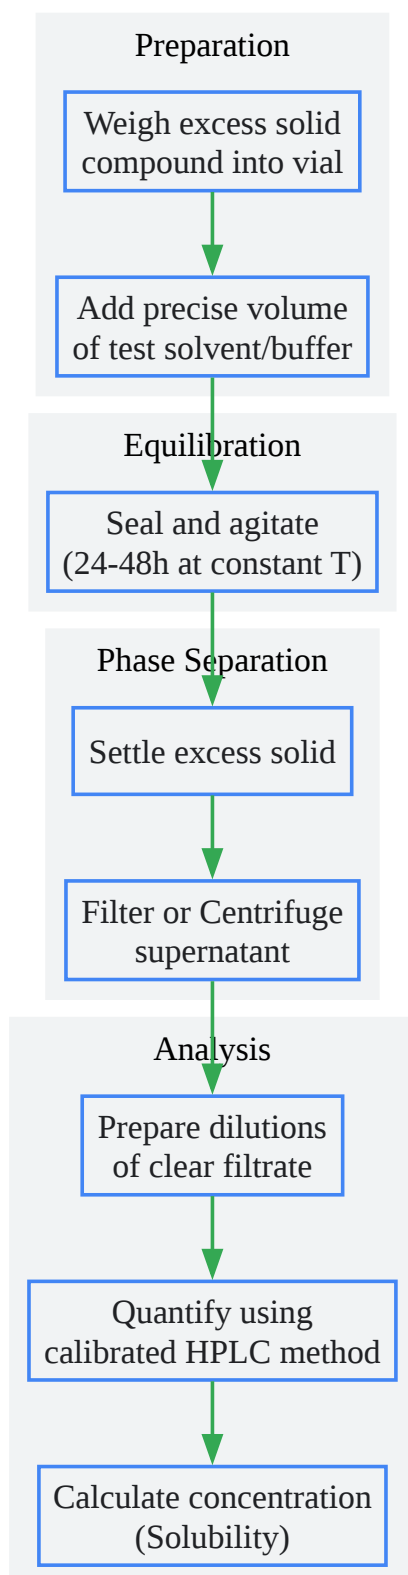 Preparation
Weigh excess solid
compound into vial
Add precise volume
of test solvent/buffer
Equilibration
Seal and agitate
(24-48h at constant T)
Phase Separation
Settle excess solid
Filter or Centrifuge
supernatant
Analysis
Prepare dilutions
of clear filtrate
Quantify using
calibrated HPLC method
Calculate concentration
(Solubility)